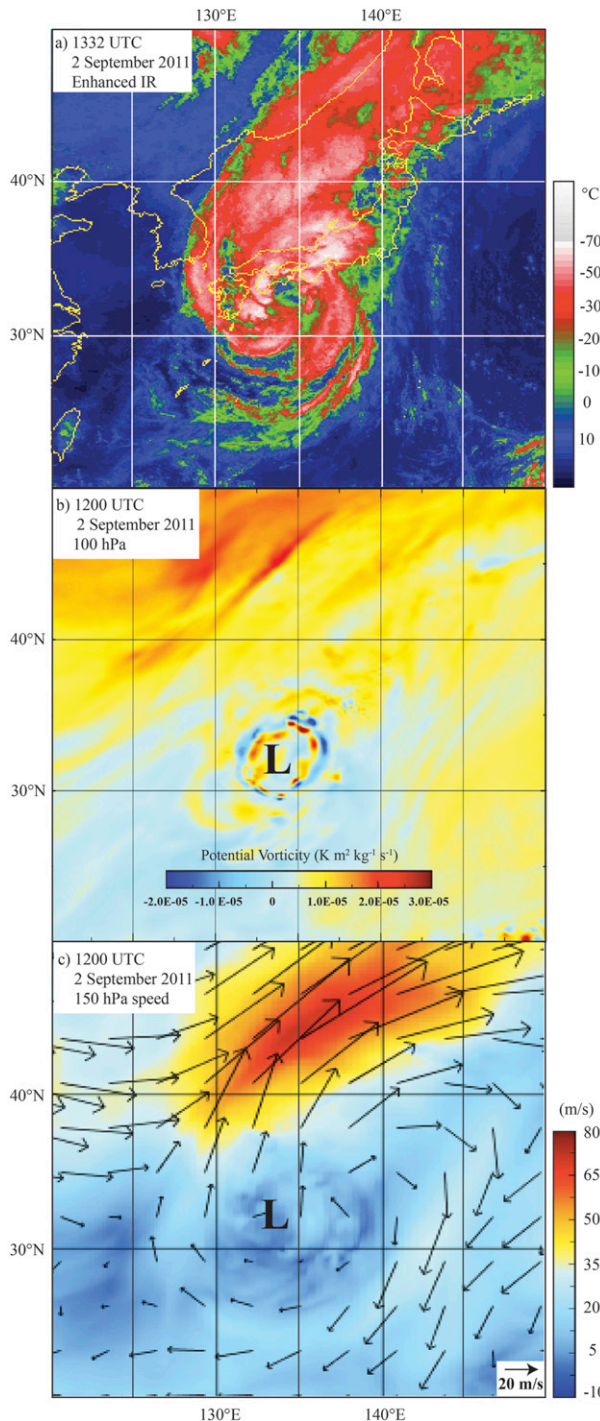 130°E 140°E
a) 1332 UTC
2 September 2011
Enhanced IR
40°N
30°N
°C
-70
-60
-50
-40
-30
-20
-10
0
10
b) 1200 UTC
2 September 2011
100 hPa
40°N
30°N
L
Potential Vorticity (K m² kg⁻¹ s⁻¹)
-2.0E-05 -1.0E-05 0 1.0E-05 2.0E-05 3.0E-05
c) 1200 UTC
2 September 2011
150 hPa speed
40°N
30°N
L
(m/s)
80
65
50
35
20
5
-10
20 m/s
130°E 140°E